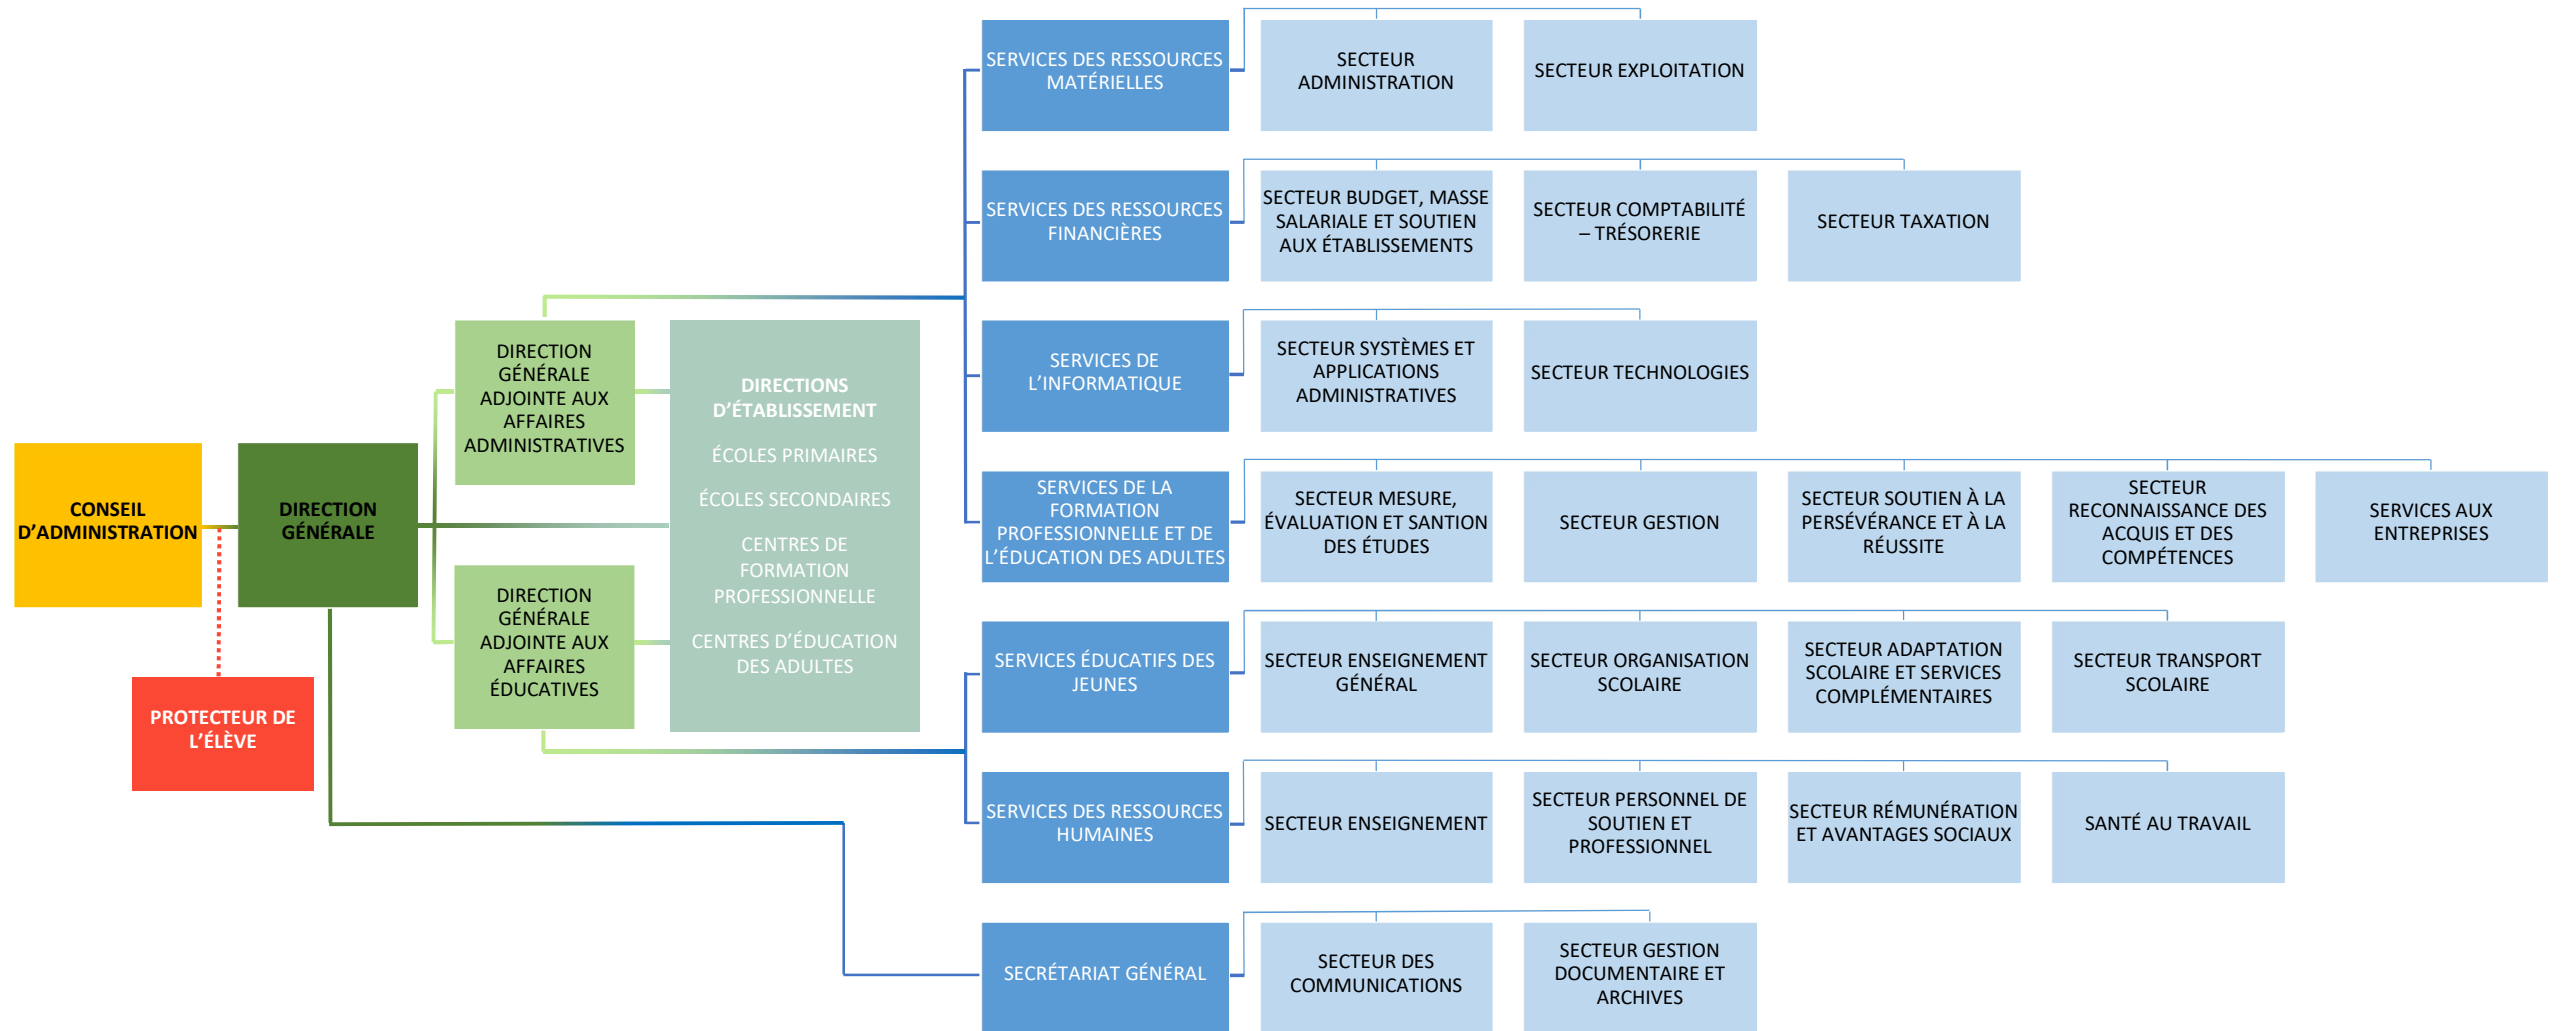 CONSEIL
D'ADMINISTRATION
PROTECTEUR DE
L'ÉLÈVE
DIRECTION
GÉNÉRALE
DIRECTION
GÉNÉRALE
ADJOINTE AUX
AFFAIRES
ADMINISTRATIVES
DIRECTION
GÉNÉRALE
ADJOINTE AUX
AFFAIRES
ÉDUCATIVES
DIRECTIONS
D'ÉTABLISSEMENT
ÉCOLES PRIMAIRES
ÉCOLES SECONDAIRES
CENTRES DE
FORMATION
PROFESSIONNELLE
CENTRES D'ÉDUCATION
DES ADULTES
SERVICES DES RESSOURCES
MATÉRIELLES
SECTEUR
ADMINISTRATION
SECTEUR EXPLOITATION
SERVICES DES RESSOURCES
FINANCIÈRES
SECTEUR BUDGET, MASSE
SALARIALE ET SOUTIEN
AUX ÉTABLISSEMENTS
SECTEUR COMPTABILITÉ
– TRÉSORERIE
SECTEUR TAXATION
SERVICES DE
L'INFORMATIQUE
SECTEUR SYSTÈMES ET
APPLICATIONS
ADMINISTRATIVES
SECTEUR TECHNOLOGIES
SERVICES DE LA
FORMATION
PROFESSIONNELLE ET DE
L'ÉDUCATION DES ADULTES
SECTEUR MESURE,
ÉVALUATION ET SANTION
DES ÉTUDES
SECTEUR GESTION
SECTEUR SOUTIEN À LA
PERSÉVÉRANCE ET À LA
RÉUSSITE
SECTEUR
RECONNAISSANCE DES
ACQUIS ET DES
COMPÉTENCES
SERVICES AUX
ENTREPRISES
SERVICES ÉDUCATIFS DES
JEUNES
SECTEUR ENSEIGNEMENT
GÉNÉRAL
SECTEUR ORGANISATION
SCOLAIRE
SECTEUR ADAPTATION
SCOLAIRE ET SERVICES
COMPLÉMENTAIRES
SECTEUR TRANSPORT
SCOLAIRE
SERVICES DES RESSOURCES
HUMAINES
SECTEUR ENSEIGNEMENT
SECTEUR PERSONNEL DE
SOUTIEN ET
PROFESSIONNEL
SECTEUR RÉMUNÉRATION
ET AVANTAGES SOCIAUX
SANTÉ AU TRAVAIL
SECRÉTARIAT GÉNÉRAL
SECTEUR DES
COMMUNICATIONS
SECTEUR GESTION
DOCUMENTAIRE ET
ARCHIVES